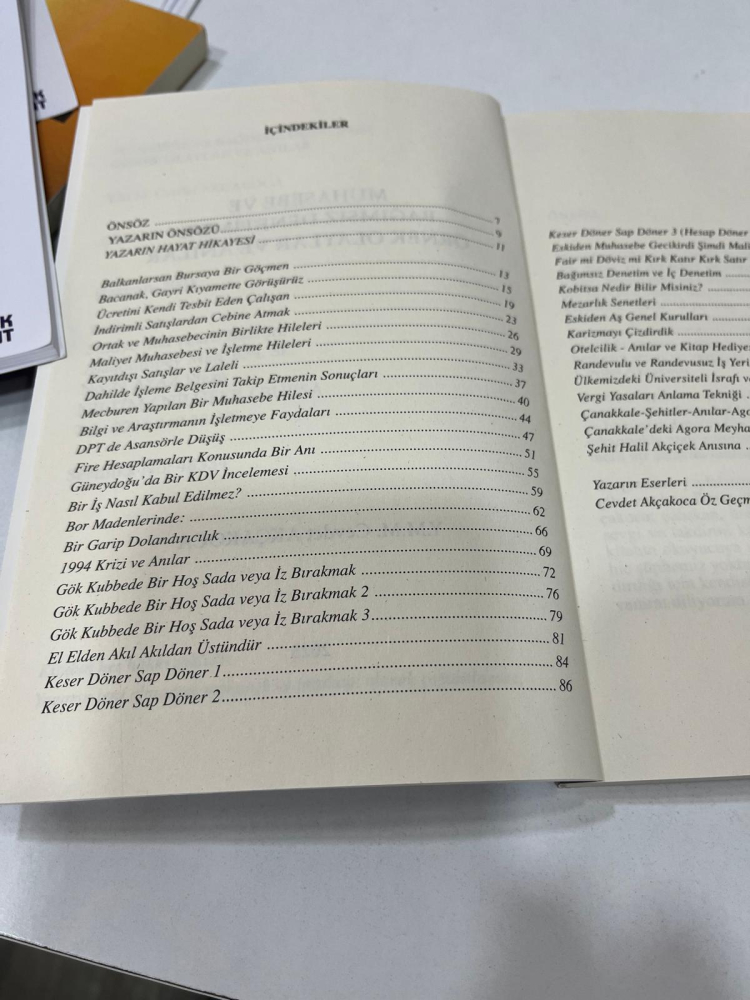 İÇİNDEKİLER
ÖNSÖZ ........ 7
YAZARIN ÖNSÖZÜ ........ 9
YAZARIN HAYAT HİKAYESİ ........ 11
Balkanlarsan Bursaya Bir Göçmen ........ 13
Bacanak, Gayri Kıyamette Görüşürüz ........ 15
Ücretini Kendi Tesbit Eden Çalışan ........ 19
İndirimli Satışlardan Cebine Atmak ........ 23
Ortak ve Muhasebecinin Birlikte Hileleri ........ 26
Maliyet Muhasebesi ve İşletme Hileleri ........ 29
Kayıtdışı Satışlar ve Laleli ........ 33
Dahilde İşleme Belgesini Takip Etmenin Sonuçları ........ 37
Mecburen Yapılan Bir Muhasebe Hilesi ........ 40
Bilgi ve Araştırmanın İşletmeye Faydaları ........ 44
DPT de Asansörle Düşüş ........ 47
Fire Hesaplamaları Konusunda Bir Anı ........ 51
Güneydoğu'da Bir KDV İncelemesi ........ 55
Bir İş Nasıl Kabul Edilmez? ........ 59
Bor Madenlerinde: ........ 62
Bir Garip Dolandırıcılık ........ 66
1994 Krizi ve Anılar ........ 69
Gök Kubbede Bir Hoş Sada veya İz Bırakmak ........ 72
Gök Kubbede Bir Hoş Sada veya İz Bırakmak 2 ........ 76
Gök Kubbede Bir Hoş Sada veya İz Bırakmak 3 ........ 79
El Elden Akıl Akıldan Üstündür ........ 81
Keser Döner Sap Döner 1 ........ 84
Keser Döner Sap Döner 2 ........ 86
Keser Döner Sap Döner 3 (Hesap Döner
Eskiden Muhasebe Gecikirdi Şimdi Mali
Fair mi Döviz mi Kırk Katır Kırk Satır
Bağımsız Denetim ve İç Denetim ........
Kobitsa Nedir Bilir Misiniz? ........
Mezarlık Senetleri ........
Eskiden Aş Genel Kurulları ........
Karizmayı Çizdirdik ........
Otelcilik - Anılar ve Kitap Hediye
Randevulu ve Randevusuz İş Yeri
Ülkemizdeki Üniversiteli İsrafı v
Vergi Yasaları Anlama Tekniği ..
Çanakkale-Şehitler-Anılar-Ago
Çanakkale'deki Agora Meyha
Şehit Halil Akçiçek Anısına ..
Yazarın Eserleri ........
Cevdet Akçakoca Öz Geçm